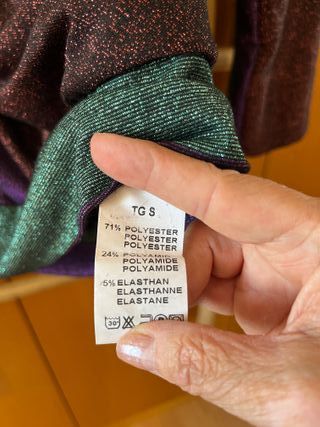 TG S
71% POLYESTER
POLYESTER
POLYESTER
24% POLYAMIDE
POLYAMIDE
POLYAMIDE
5% ELASTHAN
ELASTHANNE
ELASTANE
30°